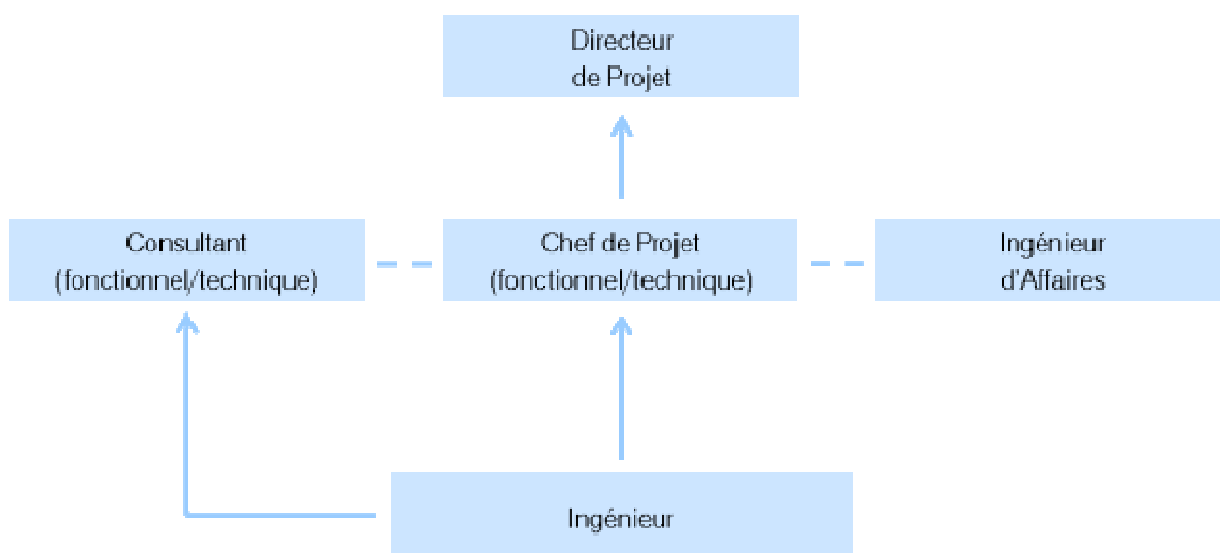 Directeur
de Projet
Consultant
(fonctionnel/technique)
Chef de Projet
(fonctionnel/technique)
Ingénieur
d'Affaires
Ingénieur